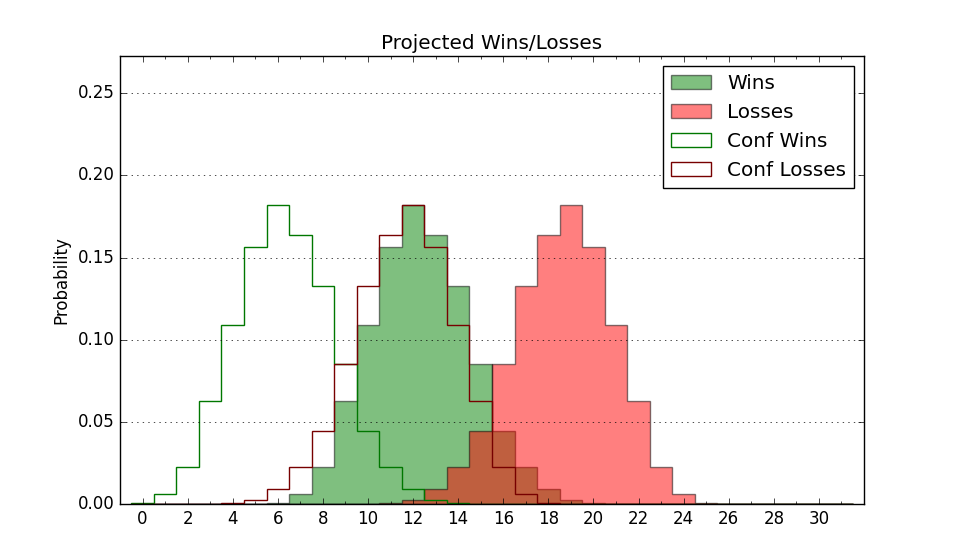 Projected Wins/Losses
Wins
Losses
Conf Wins
Conf Losses
Probability
0.25
0.20
0.15
0.10
0.05
0.00
0 2 4 6 8 10 12 14 16 18 20 22 24 26 28 30